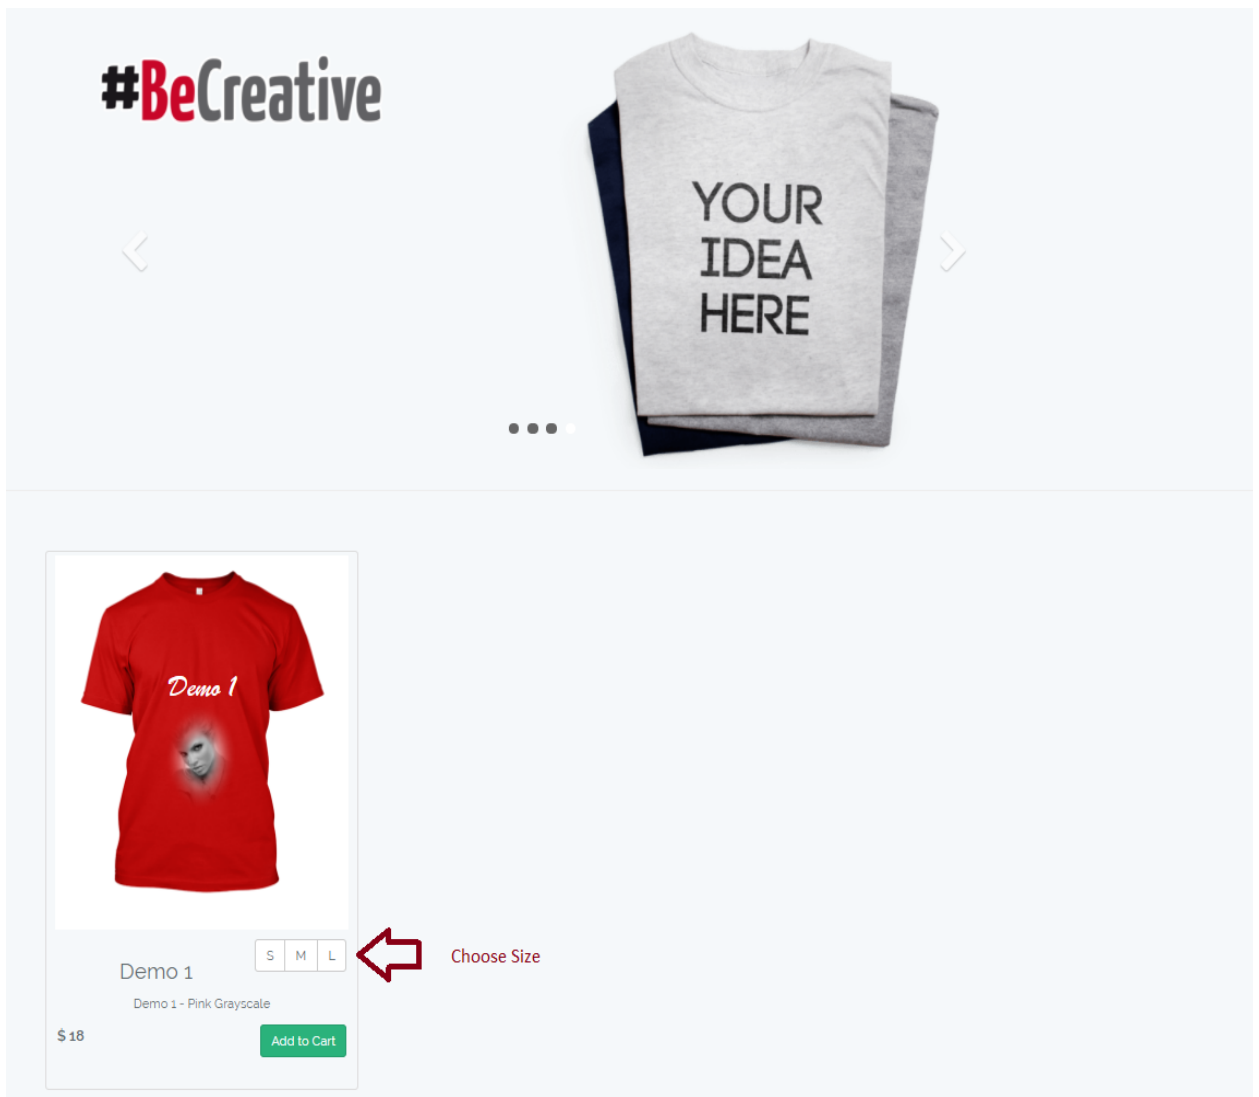 #BeCreative
YOUR
IDEA
HERE
Demo 1
S M L
Choose Size
Demo 1
Demo 1 - Pink Grayscale
$ 18
Add to Cart